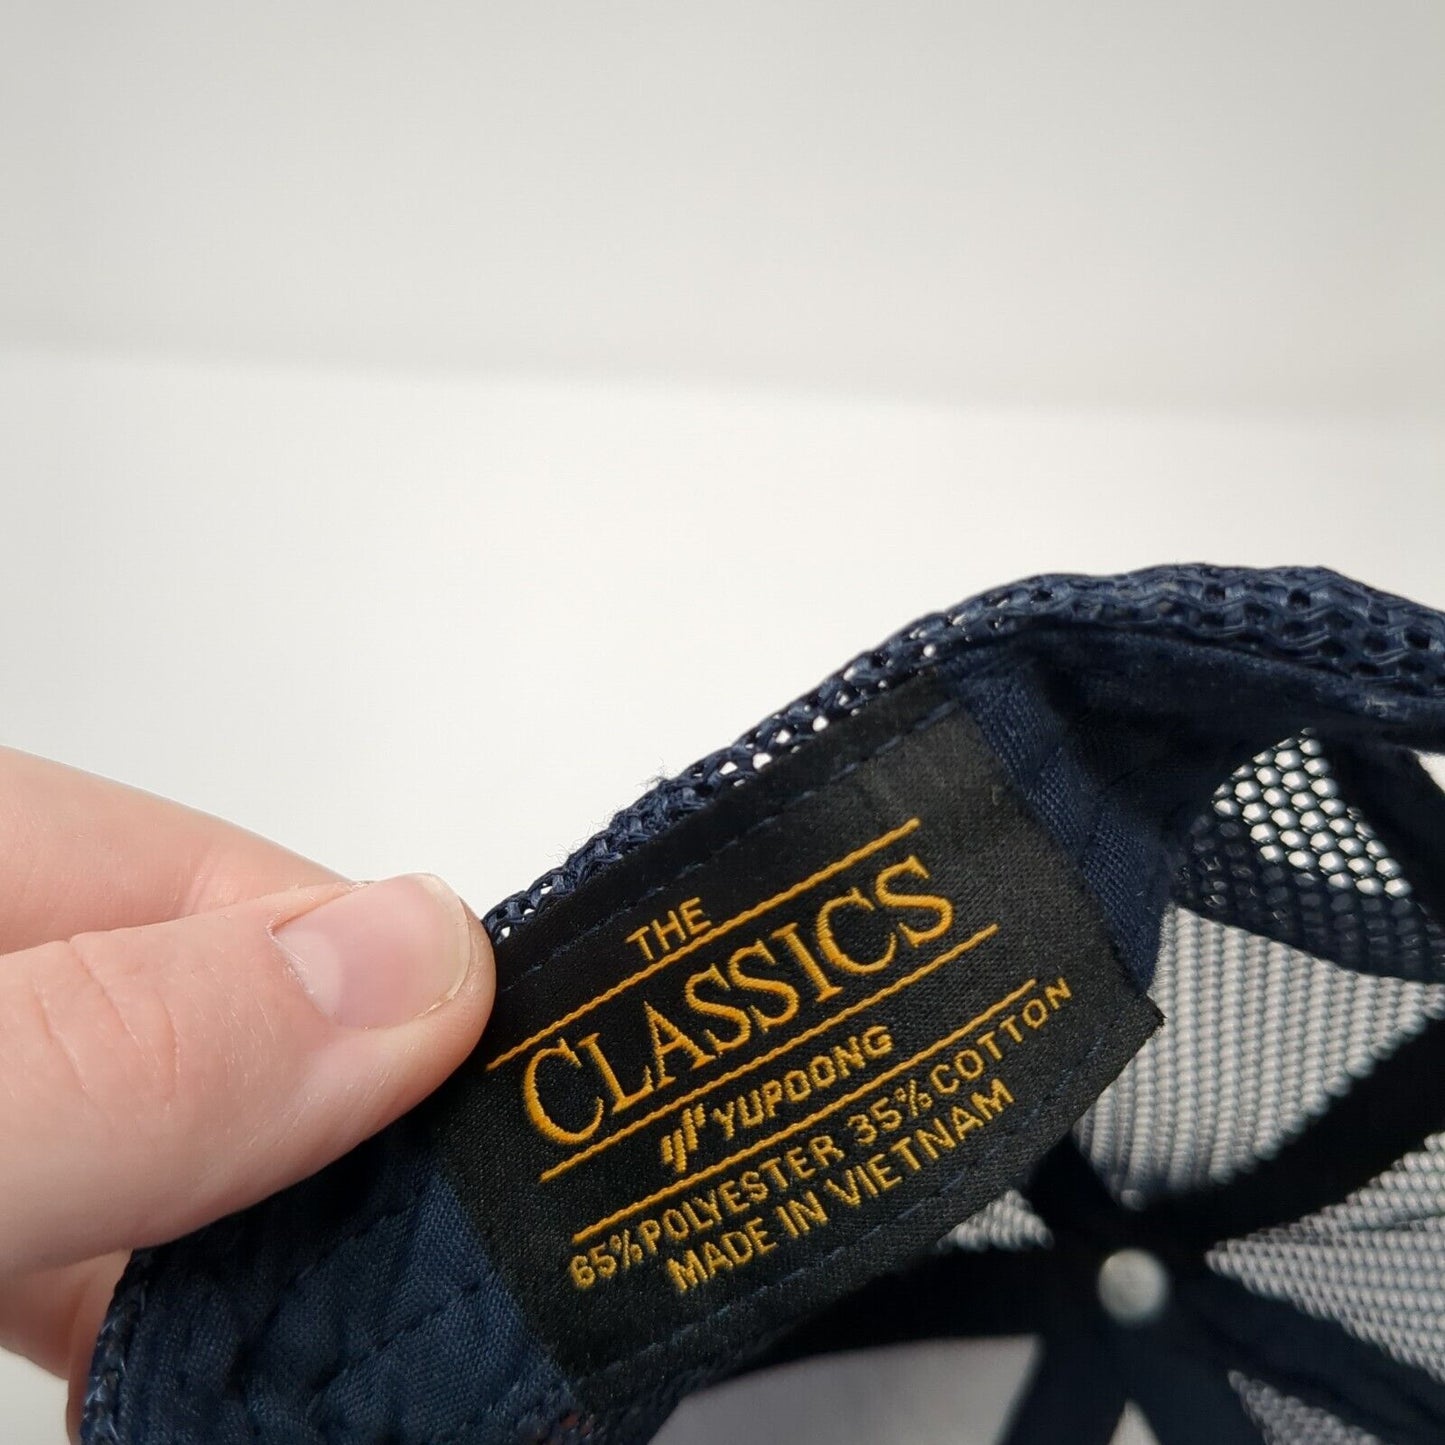 THE
CLASSICS
YUPOONG
65% POLYESTER 35% COTTON
MADE IN VIETNAM